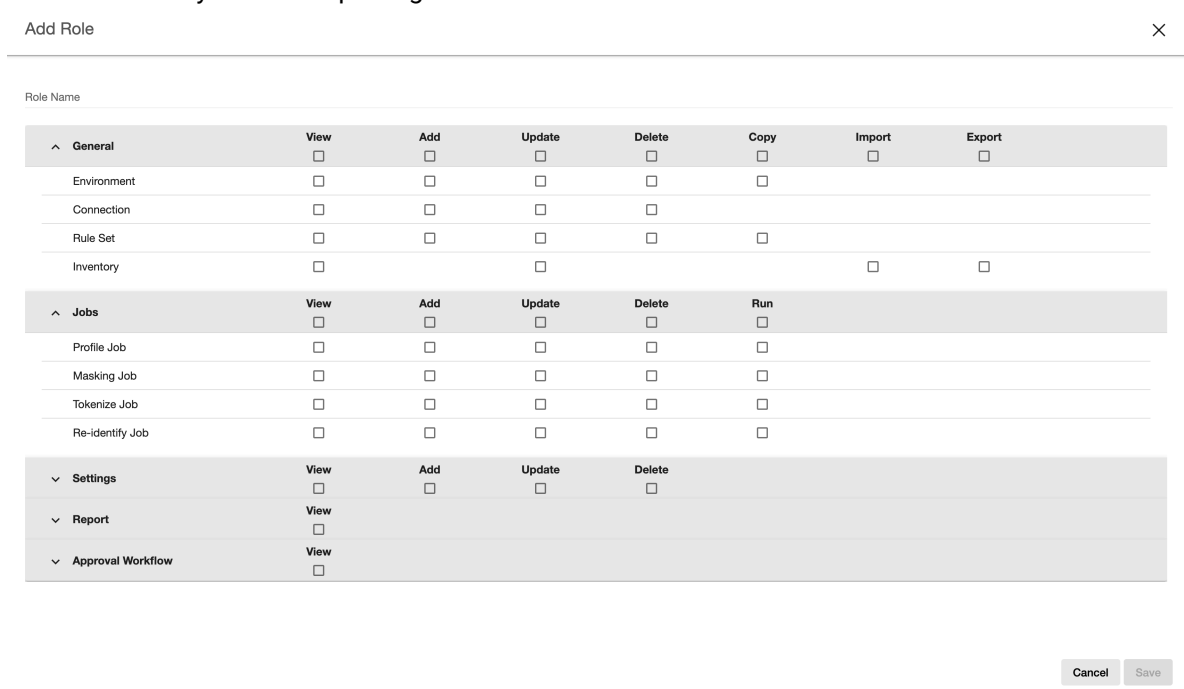 Add Role
Role Name
General View Add Update Delete Copy Import Export
Environment
Connection
Rule Set
Inventory
Jobs View Add Update Delete Run
Profile Job
Masking Job
Tokenize Job
Re-identify Job
Settings View Add Update Delete
Report View
Approval Workflow View
Cancel Save